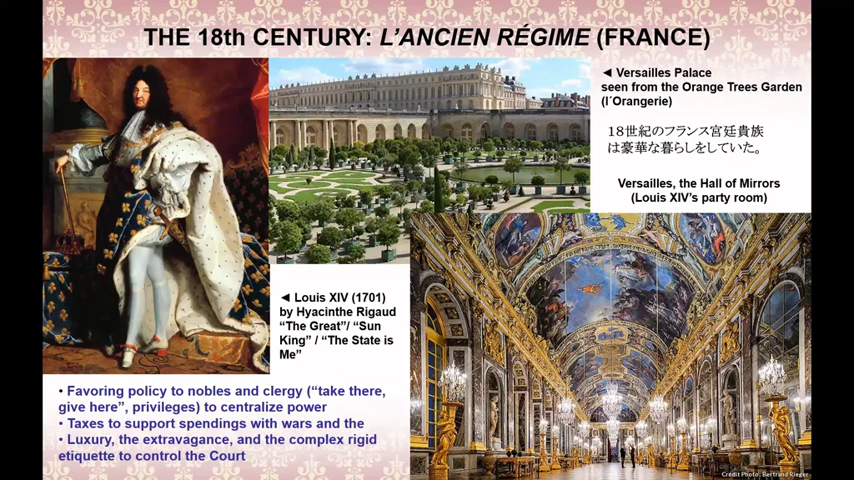 THE 18th CENTURY: L’ANCIEN RÉGIME (FRANCE)
◄ Versailles Palace
seen from the Orange Trees Garden
(l´Orangerie)
18世紀のフランス宮廷貴族
は豪華な暮らしをしていた。
Versailles, the Hall of Mirrors
(Louis XIV’s party room)
◄ Louis XIV (1701)
by Hyacinthe Rigaud
“The Great”/ “Sun
King” / “The State is
Me”
• Favoring policy to nobles and clergy (“take there,
give here”, privileges) to centralize power
• Taxes to support spendings with wars and the
• Luxury, the extravagance, and the complex rigid
etiquette to control the Court
Crédit Photo: Bertrand Rieger